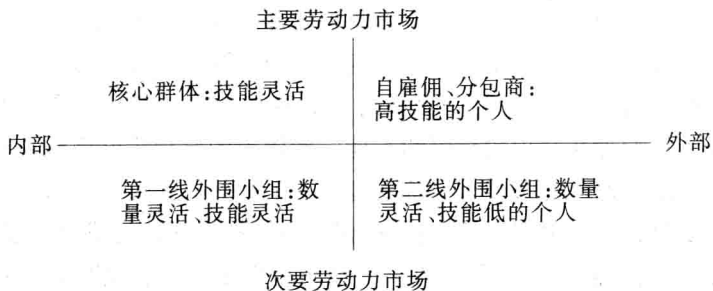 主要劳动力市场
核心群体:技能灵活
自雇佣、分包商:
高技能的个人
内部
外部
第一线外围小组:数
量灵活、技能灵活
第二线外围小组:数量
灵活、技能低的个人
次要劳动力市场